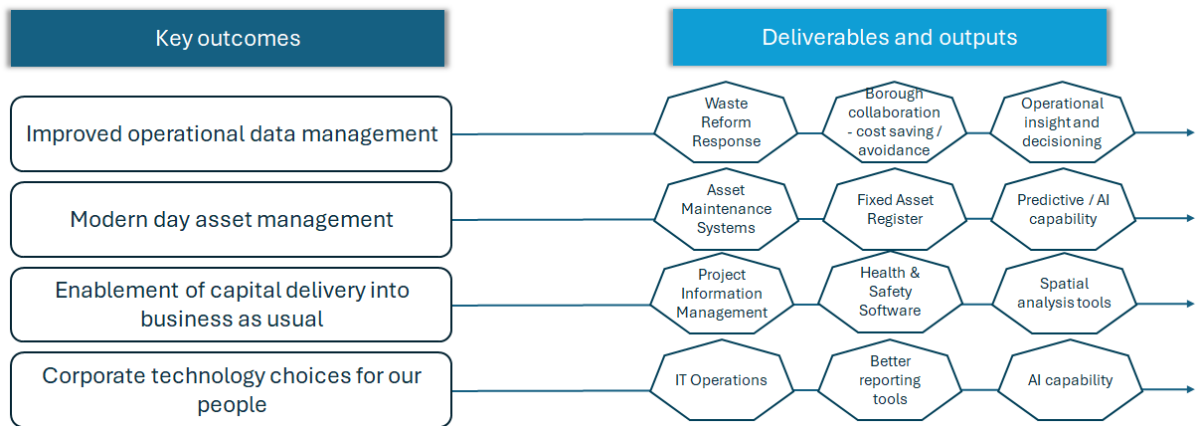 Key outcomes
Deliverables and outputs
Improved operational data management
Waste
Reform
Response
Borough
collaboration
- cost saving /
avoidance
Operational
insight and
decisioning
Modern day asset management
Asset
Maintenance
Systems
Fixed Asset
Register
Predictive / AI
capability
Enablement of capital delivery into
business as usual
Project
Information
Management
Health &
Safety
Software
Spatial
analysis tools
Corporate technology choices for our
people
IT Operations
Better
reporting
tools
AI capability